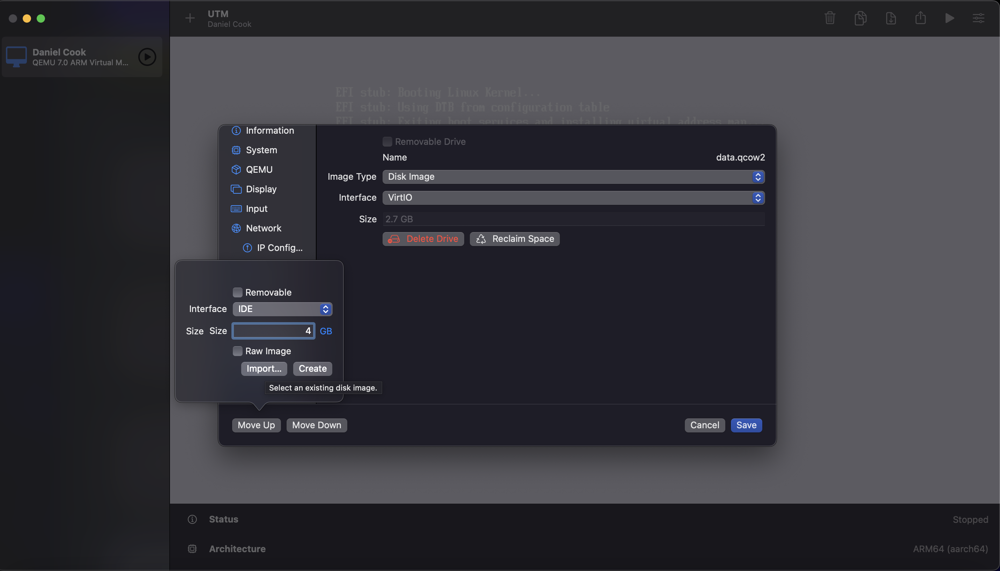 UTM
Daniel Cook
Daniel Cook
QEMU 7.0 ARM Virtual M...
EFI stub: Booting Linux Kernel...
EFI stub: Using DTB from configuration table
EFI stub: Exiting boot services and installing virtual address map...
Information
System
QEMU
Display
Input
Network
IP Config...
Removable Drive
Name data.qcow2
Image Type Disk Image
Interface VirtIO
Size 2.7 GB
Delete Drive Reclaim Space
Removable
Interface IDE
Size Size 4 GB
Raw Image
Import... Create
Select an existing disk image.
Move Up Move Down Cancel Save
Status Stopped
Architecture ARM64 (aarch64)